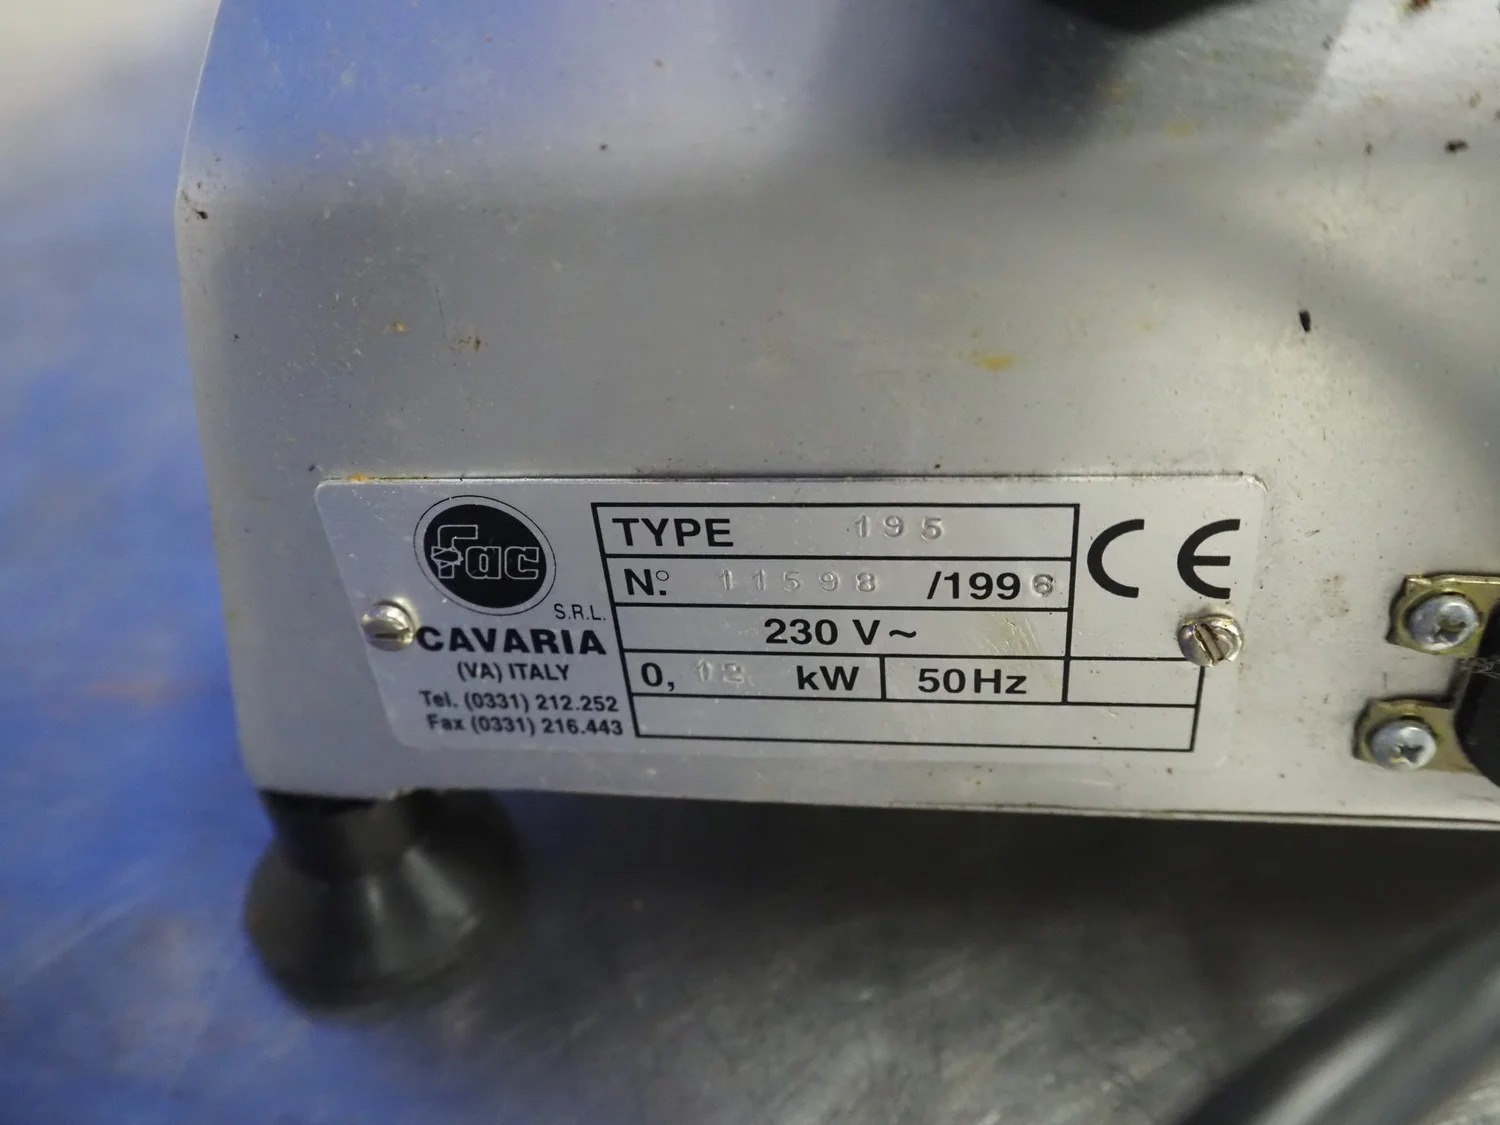 fac
S.R.L.
CAVARIA
(VA) ITALY
Tel. (0331) 212.252
Fax (0331) 216.443
TYPE 195
N°. 11598 /1996
230 V~
0, 12 kW 50Hz
CE